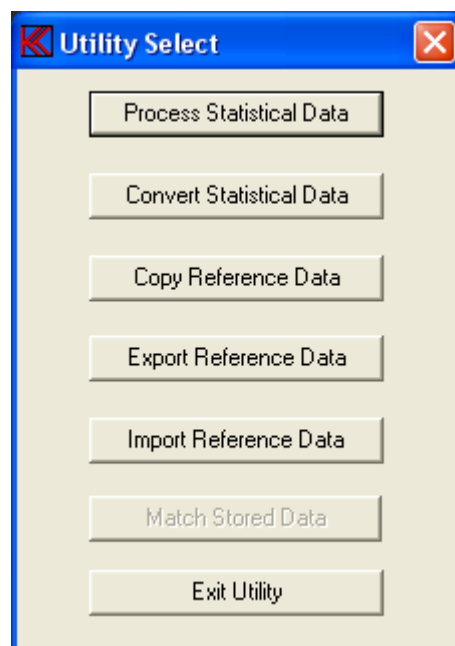 Utility Select
Process Statistical Data
Convert Statistical Data
Copy Reference Data
Export Reference Data
Import Reference Data
Match Stored Data
Exit Utility